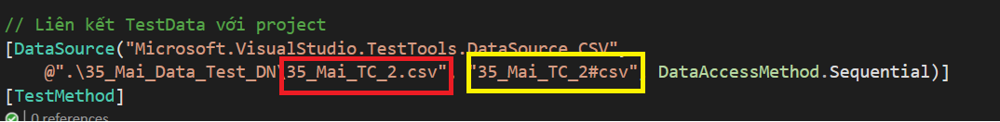 // Liên kết TestData với project
[DataSource("Microsoft.VisualStudio.TestTools.DataSource.CSV",
@".\35_Mai_Data_Test_DN\35_Mai_TC_2.csv", "35_Mai_TC_2#csv", DataAccessMethod.Sequential)]
[TestMethod]
| 0 references